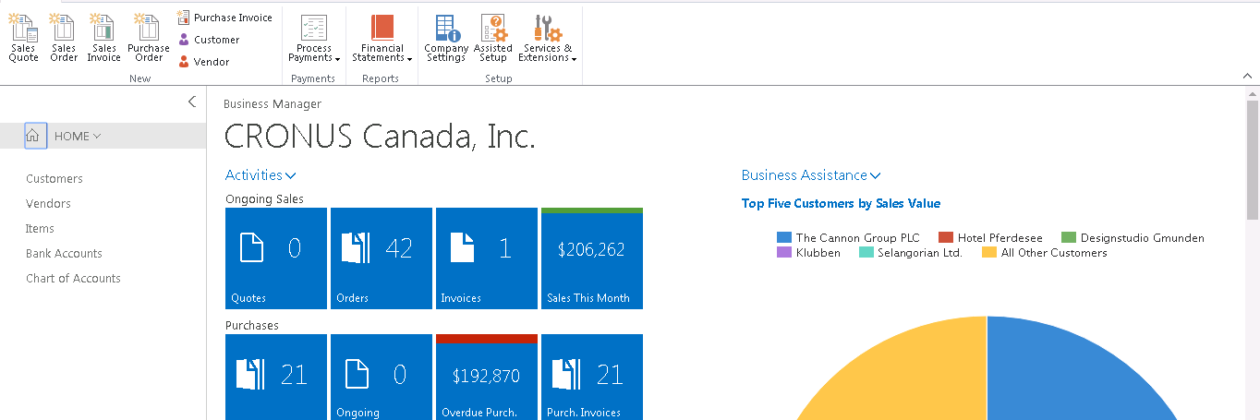 Sales Quote
Sales Order
Sales Invoice
Purchase Order
Purchase Invoice
Customer
Vendor
New
Process Payments
Payments
Financial Statements
Reports
Company Settings
Assisted Setup
Services & Extensions
Setup
HOME
Customers
Vendors
Items
Bank Accounts
Chart of Accounts
Business Manager
CRONUS Canada, Inc.
Activities
Ongoing Sales
0
Quotes
42
Orders
1
Invoices
$206,262
Sales This Month
Purchases
21
0
Ongoing
$192,870
Overdue Purch.
21
Purch. Invoices
Business Assistance
Top Five Customers by Sales Value
The Cannon Group PLC
Hotel Pferdesee
Designstudio Gmunden
Klubben
Selangorian Ltd.
All Other Customers